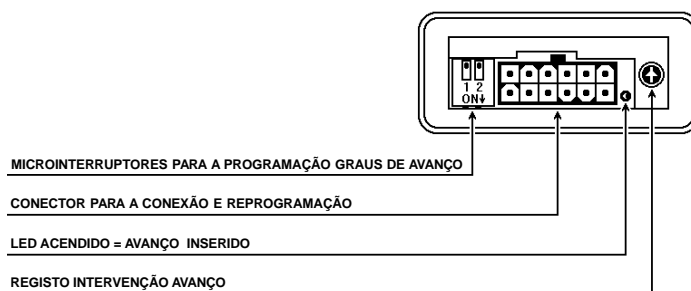 1 2
ON↓
MICROINTERRUPTORES PARA A PROGRAMAÇÃO GRAUS DE AVANÇO
CONECTOR PARA A CONEXÃO E REPROGRAMAÇÃO
LED ACENDIDO = AVANÇO INSERIDO
REGISTO INTERVENÇÃO AVANÇO